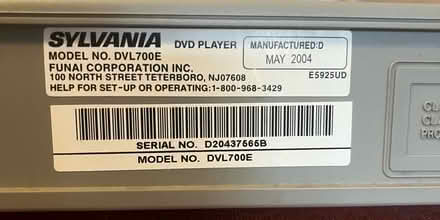 SYLVANIA DVD PLAYER
MANUFACTURED:D
MAY 2004
MODEL NO. DVL700E
FUNAI CORPORATION INC.
100 NORTH STREET TETERBORO, NJ07608
E5925UD
HELP FOR SET-UP OR OPERATING:1-800-968-3429
SERIAL NO. D20437565B
MODEL NO. DVL700E